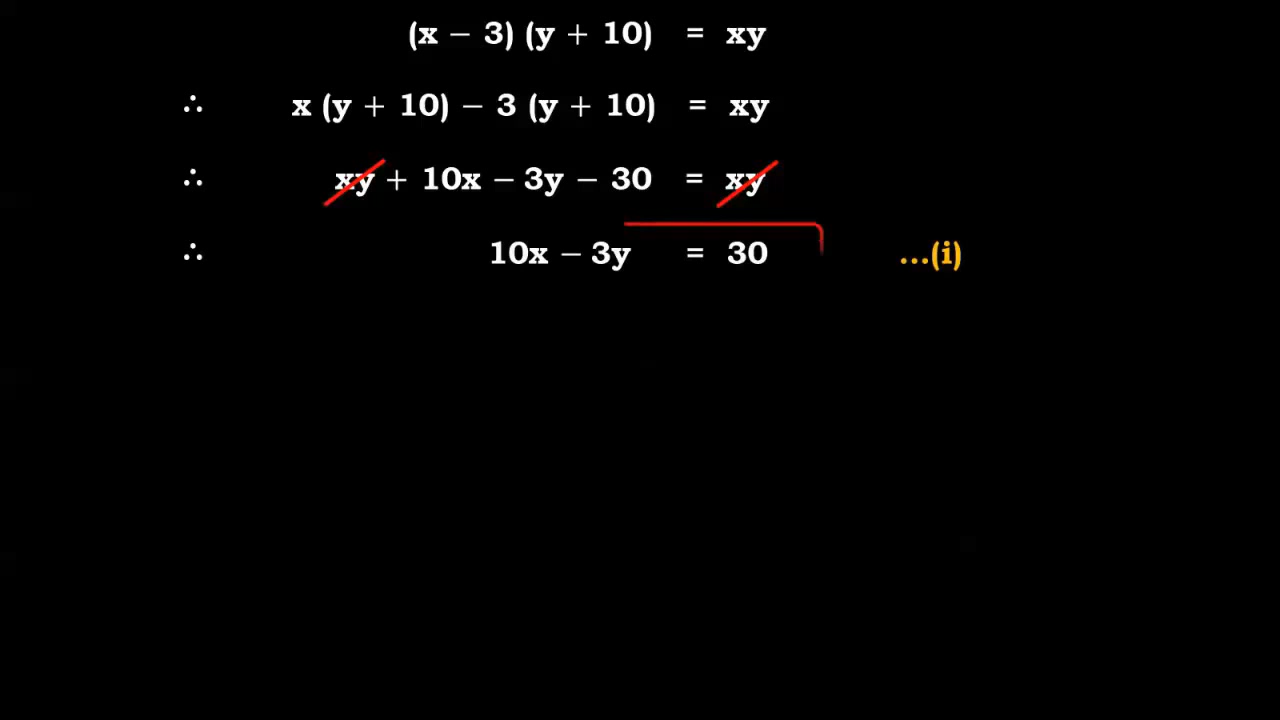 (x − 3) (y + 10) = xy
∴ x (y + 10) − 3 (y + 10) = xy
∴ xy + 10x − 3y − 30 = xy
∴ 10x − 3y = 30 ...(i)